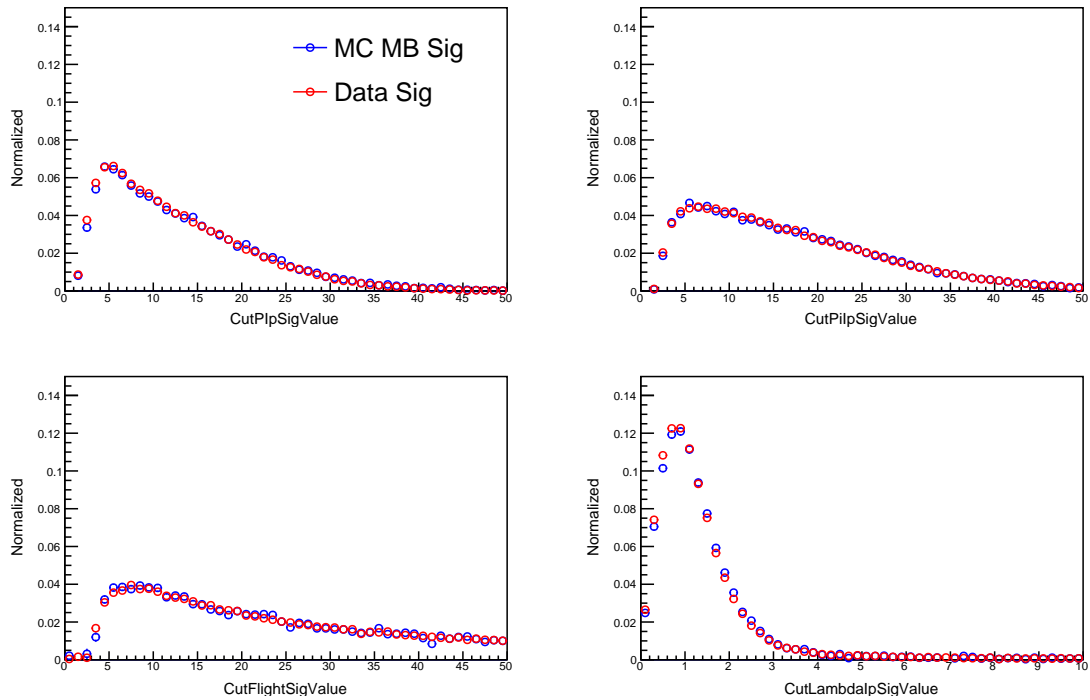 0.14
0.12
0.1
0.08
0.06
0.04
0.02
0
Normalized
MC MB Sig
Data Sig
0 5 10 15 20 25 30 35 40 45 50
CutPIpSigValue
0.14
0.12
0.1
0.08
0.06
0.04
0.02
0
Normalized
0 5 10 15 20 25 30 35 40 45 50
CutPiIpSigValue
0.14
0.12
0.1
0.08
0.06
0.04
0.02
0
Normalized
0 5 10 15 20 25 30 35 40 45 50
CutFlightSigValue
0.14
0.12
0.1
0.08
0.06
0.04
0.02
0
Normalized
0 1 2 3 4 5 6 7 8 9 10
CutLambdaIpSigValue